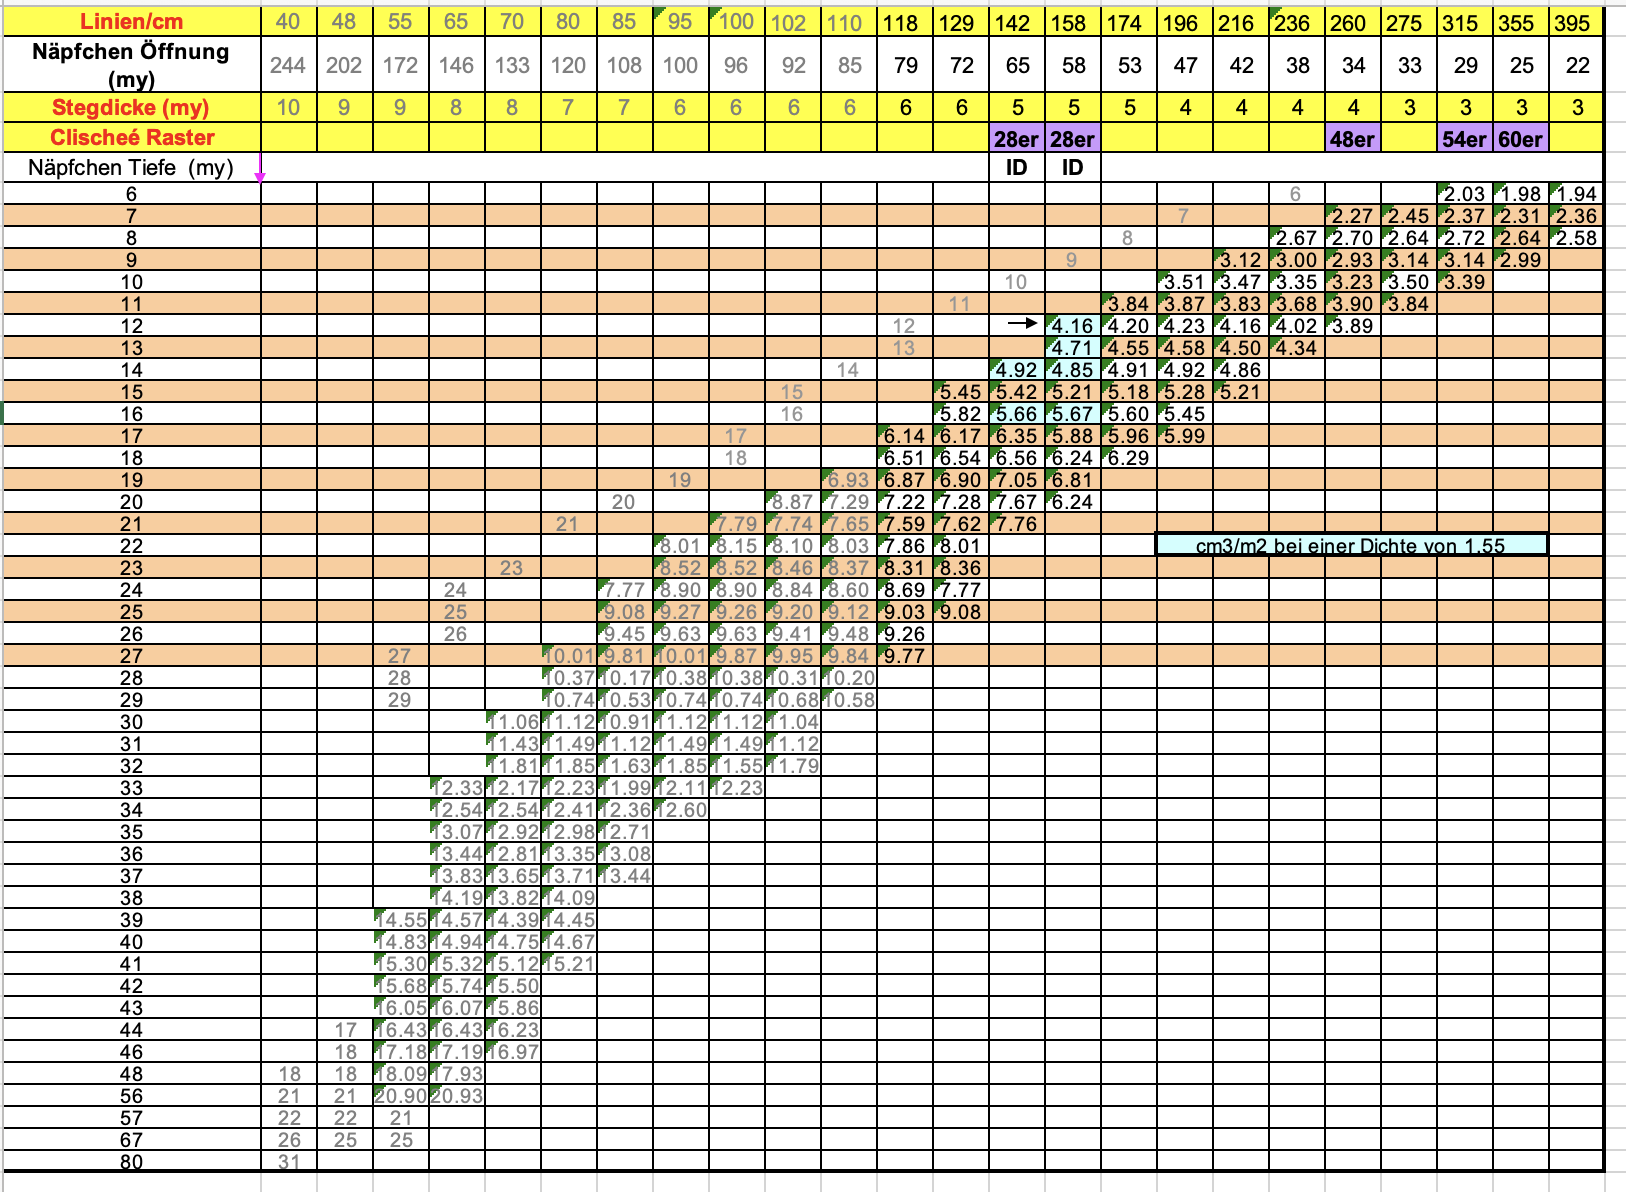 Linien/cm 40 48 55 65 70 80 85 95 100 102 110 118 129 142 158 174 196 216 236 260 275 315 355 395
Näpfchen Öffnung
(my) 244 202 172 146 133 120 108 100 96 92 85 79 72 65 58 53 47 42 38 34 33 29 25 22
Stegdicke (my) 10 9 9 8 8 7 7 6 6 6 6 6 6 5 5 5 4 4 4 4 3 3 3 3
Clischeé Raster 28er 28er 48er 54er 60er
Näpfchen Tiefe (my) ID ID
6 6 2.03 1.98 1.94
7 7 2.27 2.45 2.37 2.31 2.36
8 8 2.67 2.70 2.64 2.72 2.64 2.58
9 9 3.12 3.00 2.93 3.14 3.14 2.99
10 10 3.51 3.47 3.35 3.23 3.50 3.39
11 11 3.84 3.87 3.83 3.68 3.90 3.84
12 12 4.16 4.20 4.23 4.16 4.02 3.89
13 13 4.71 4.55 4.58 4.50 4.34
14 14 4.92 4.85 4.91 4.92 4.86
15 15 5.45 5.42 5.21 5.18 5.28 5.21
16 16 5.82 5.66 5.67 5.60 5.45
17 17 6.14 6.17 6.35 5.88 5.96 5.99
18 18 6.51 6.54 6.56 6.24 6.29
19 19 6.93 6.87 6.90 7.05 6.81
20 20 8.87 7.29 7.22 7.28 7.67 6.24
21 21 7.79 7.74 7.65 7.59 7.62 7.76
22 8.01 8.15 8.10 8.03 7.86 8.01 cm3/m2 bei einer Dichte von 1.55
23 23 8.52 8.52 8.46 8.37 8.31 8.36
24 24 7.77 8.90 8.90 8.84 8.60 8.69 7.77
25 25 9.08 9.27 9.26 9.20 9.12 9.03 9.08
26 26 9.45 9.63 9.63 9.41 9.48 9.26
27 27 10.01 9.81 10.01 9.87 9.95 9.84 9.77
28 28 10.37 10.17 10.38 10.38 10.31 10.20
29 29 10.74 10.53 10.74 10.74 10.68 10.58
30 11.06 11.12 10.91 11.12 11.12 11.04
31 11.43 11.49 11.12 11.49 11.49 11.12
32 11.81 11.85 11.63 11.85 11.55 11.79
33 12.33 12.17 12.23 11.99 12.11 12.23
34 12.54 12.54 12.41 12.36 12.60
35 13.07 12.92 12.98 12.71
36 13.44 12.81 13.35 13.08
37 13.83 13.65 13.71 13.44
38 14.19 13.82 14.09
39 14.55 14.57 14.39 14.45
40 14.83 14.94 14.75 14.67
41 15.30 15.32 15.12 15.21
42 15.68 15.74 15.50
43 16.05 16.07 15.86
44 17 16.43 16.43 16.23
46 18 17.18 17.19 16.97
48 18 18 18.09 17.93
56 21 21 20.90 20.93
57 22 22 21
67 26 25 25
80 31